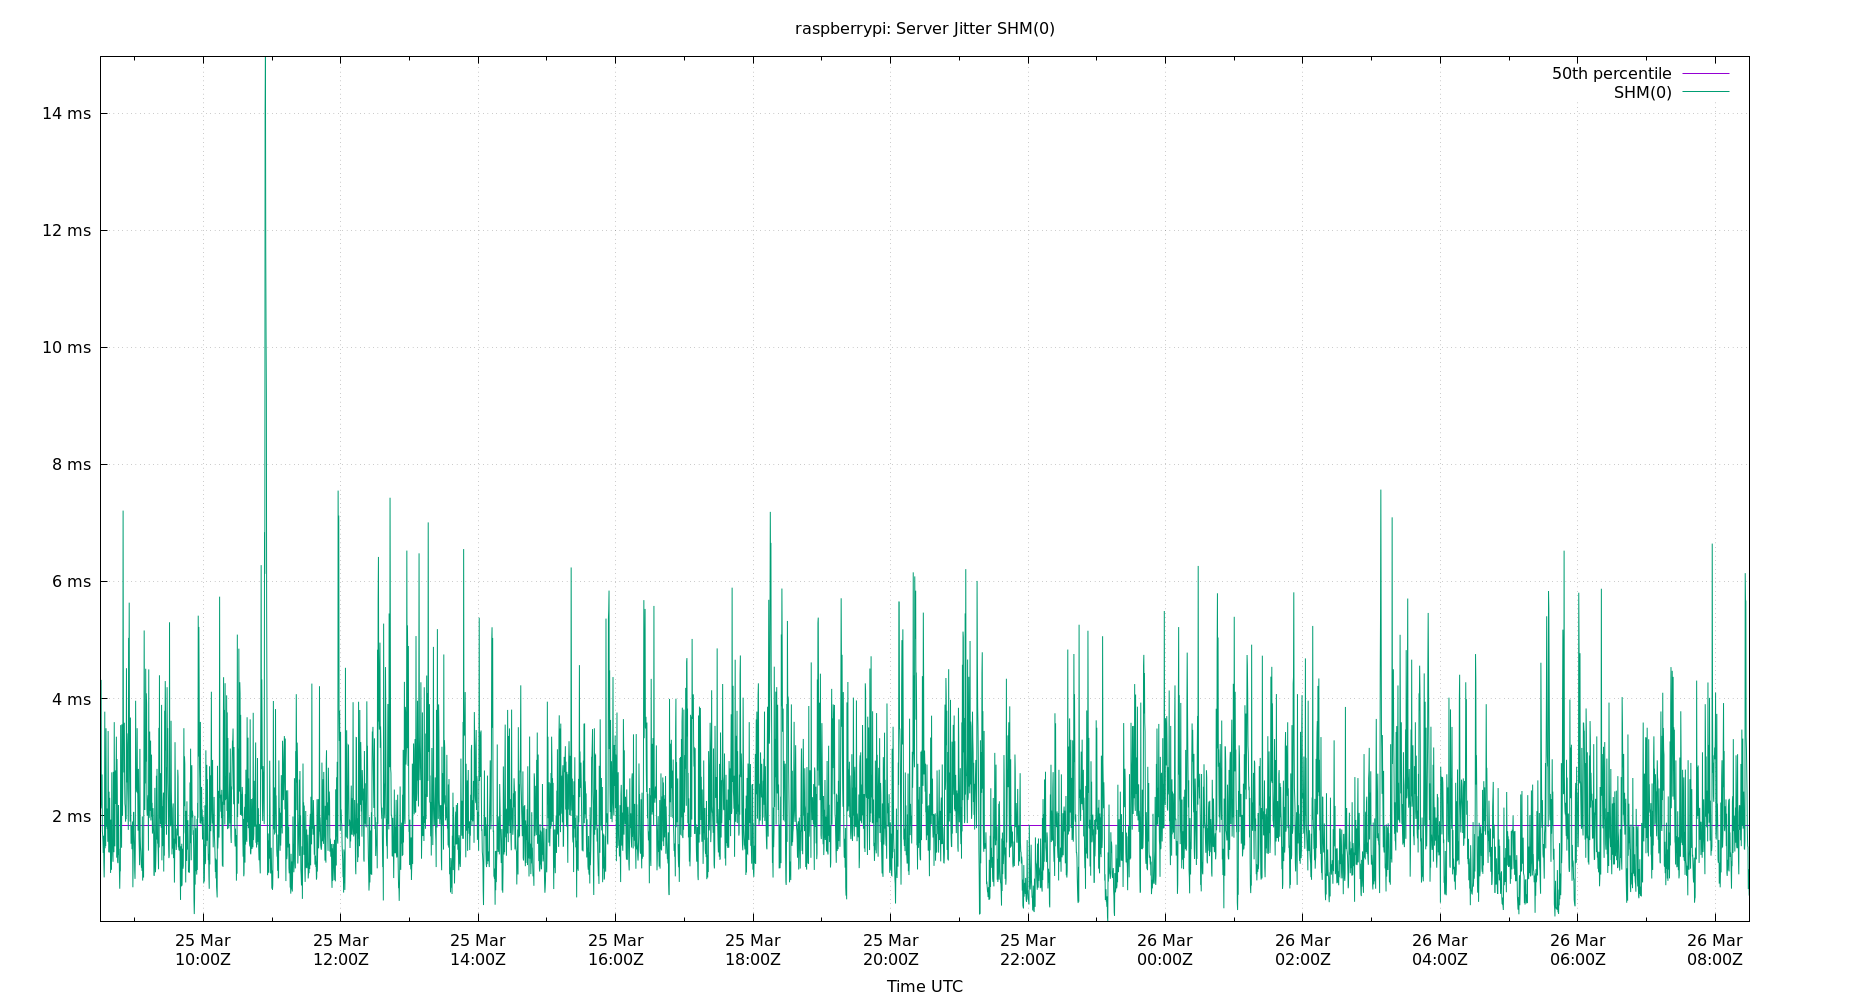 raspberrypi: Server Jitter SHM(0)
50th percentile
SHM(0)
14 ms
12 ms
10 ms
8 ms
6 ms
4 ms
2 ms
25 Mar 25 Mar 25 Mar 25 Mar 25 Mar 25 Mar 25 Mar 26 Mar 26 Mar 26 Mar 26 Mar 26 Mar
10:00Z 12:00Z 14:00Z 16:00Z 18:00Z 20:00Z 22:00Z 00:00Z 02:00Z 04:00Z 06:00Z 08:00Z
Time UTC